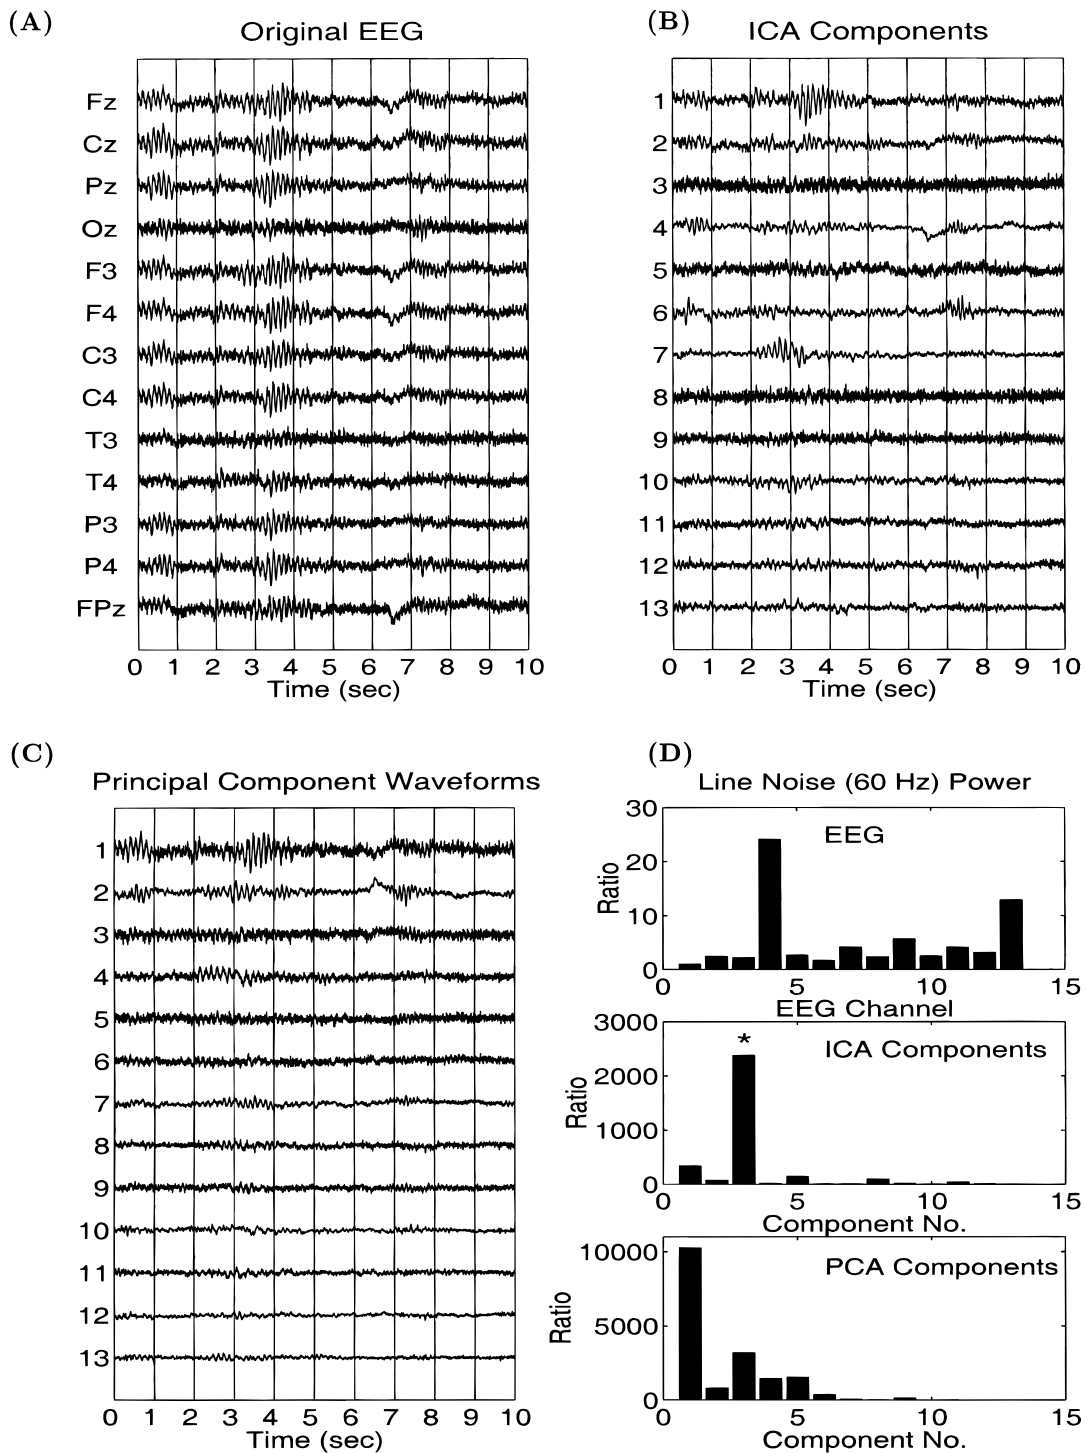 (A)
Original EEG
Fz
Cz
Pz
Oz
F3
F4
C3
C4
T3
T4
P3
P4
FPz
0 1 2 3 4 5 6 7 8 9 10
Time (sec)
(B)
ICA Components
1
2
3
4
5
6
7
8
9
10
11
12
13
0 1 2 3 4 5 6 7 8 9 10
Time (sec)
(C)
Principal Component Waveforms
1
2
3
4
5
6
7
8
9
10
11
12
13
0 1 2 3 4 5 6 7 8 9 10
Time (sec)
(D)
Line Noise (60 Hz) Power
30
20
10
0
Ratio
EEG
0 5 10 15
EEG Channel
3000
2000
1000
0
Ratio
*
ICA Components
0 5 10 15
Component No.
10000
5000
0
Ratio
PCA Components
0 5 10 15
Component No.